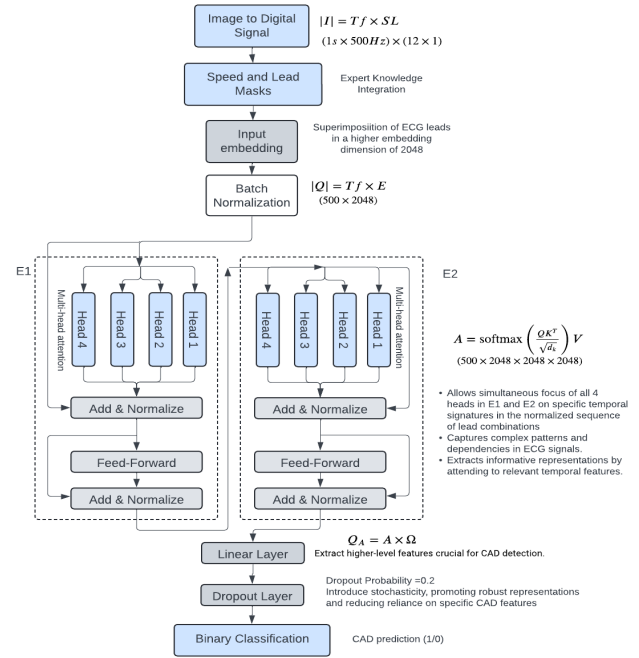 Image to Digital
Signal
|I| = Tf × SL
(1s × 500Hz) × (12 × 1)
Speed and Lead
Masks
Expert Knowledge
Integration
Input
embedding
Superimposiition of ECG leads
in a higher embedding
dimension of 2048
Batch
Normalization
|Q| = Tf × E
(500 × 2048)
E1
Multi-head attention
Head 4
Head 3
Head 2
Head 1
Add & Normalize
Feed-Forward
Add & Normalize
E2
Head 4
Head 3
Head 2
Head 1
Multi-head attention
Add & Normalize
Feed-Forward
Add & Normalize
A = softmax (QK^T / √d_k) V
(500 × 2048 × 2048 × 2048)
• Allows simultaneous focus of all 4
heads in E1 and E2 on specific temporal
signatures in the normalized sequence
of lead combinations
• Captures complex patterns and
dependencies in ECG signals.
• Extracts informative representations by
attending to relevant temporal features.
Linear Layer
Q_A = A × Ω
Extract higher-level features crucial for CAD detection.
Dropout Layer
Dropout Probability =0.2
Introduce stochasticity, promoting robust representations
and reducing reliance on specific CAD features
Binary Classification
CAD prediction (1/0)